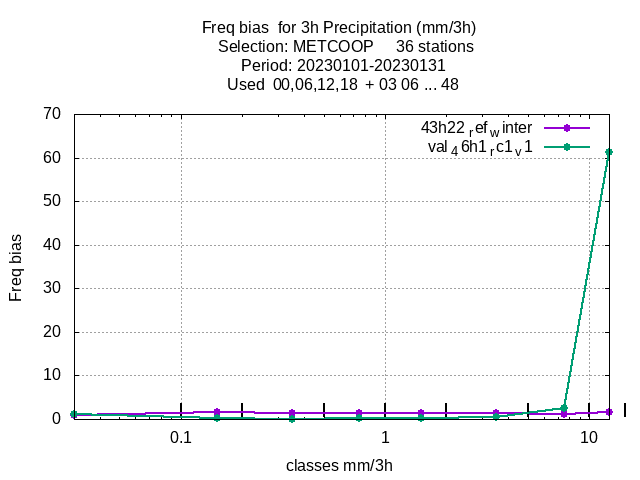 Freq bias  for 3h Precipitation (mm/3h)
Selection: METCOOP     36 stations
Period: 20230101-20230131
Used  00,06,12,18  + 03 06 ... 48
43h22refwinter
val46h1rc1v1
70
60
50
40
30
20
10
0
Freq bias
0.1 1 10
classes mm/3h